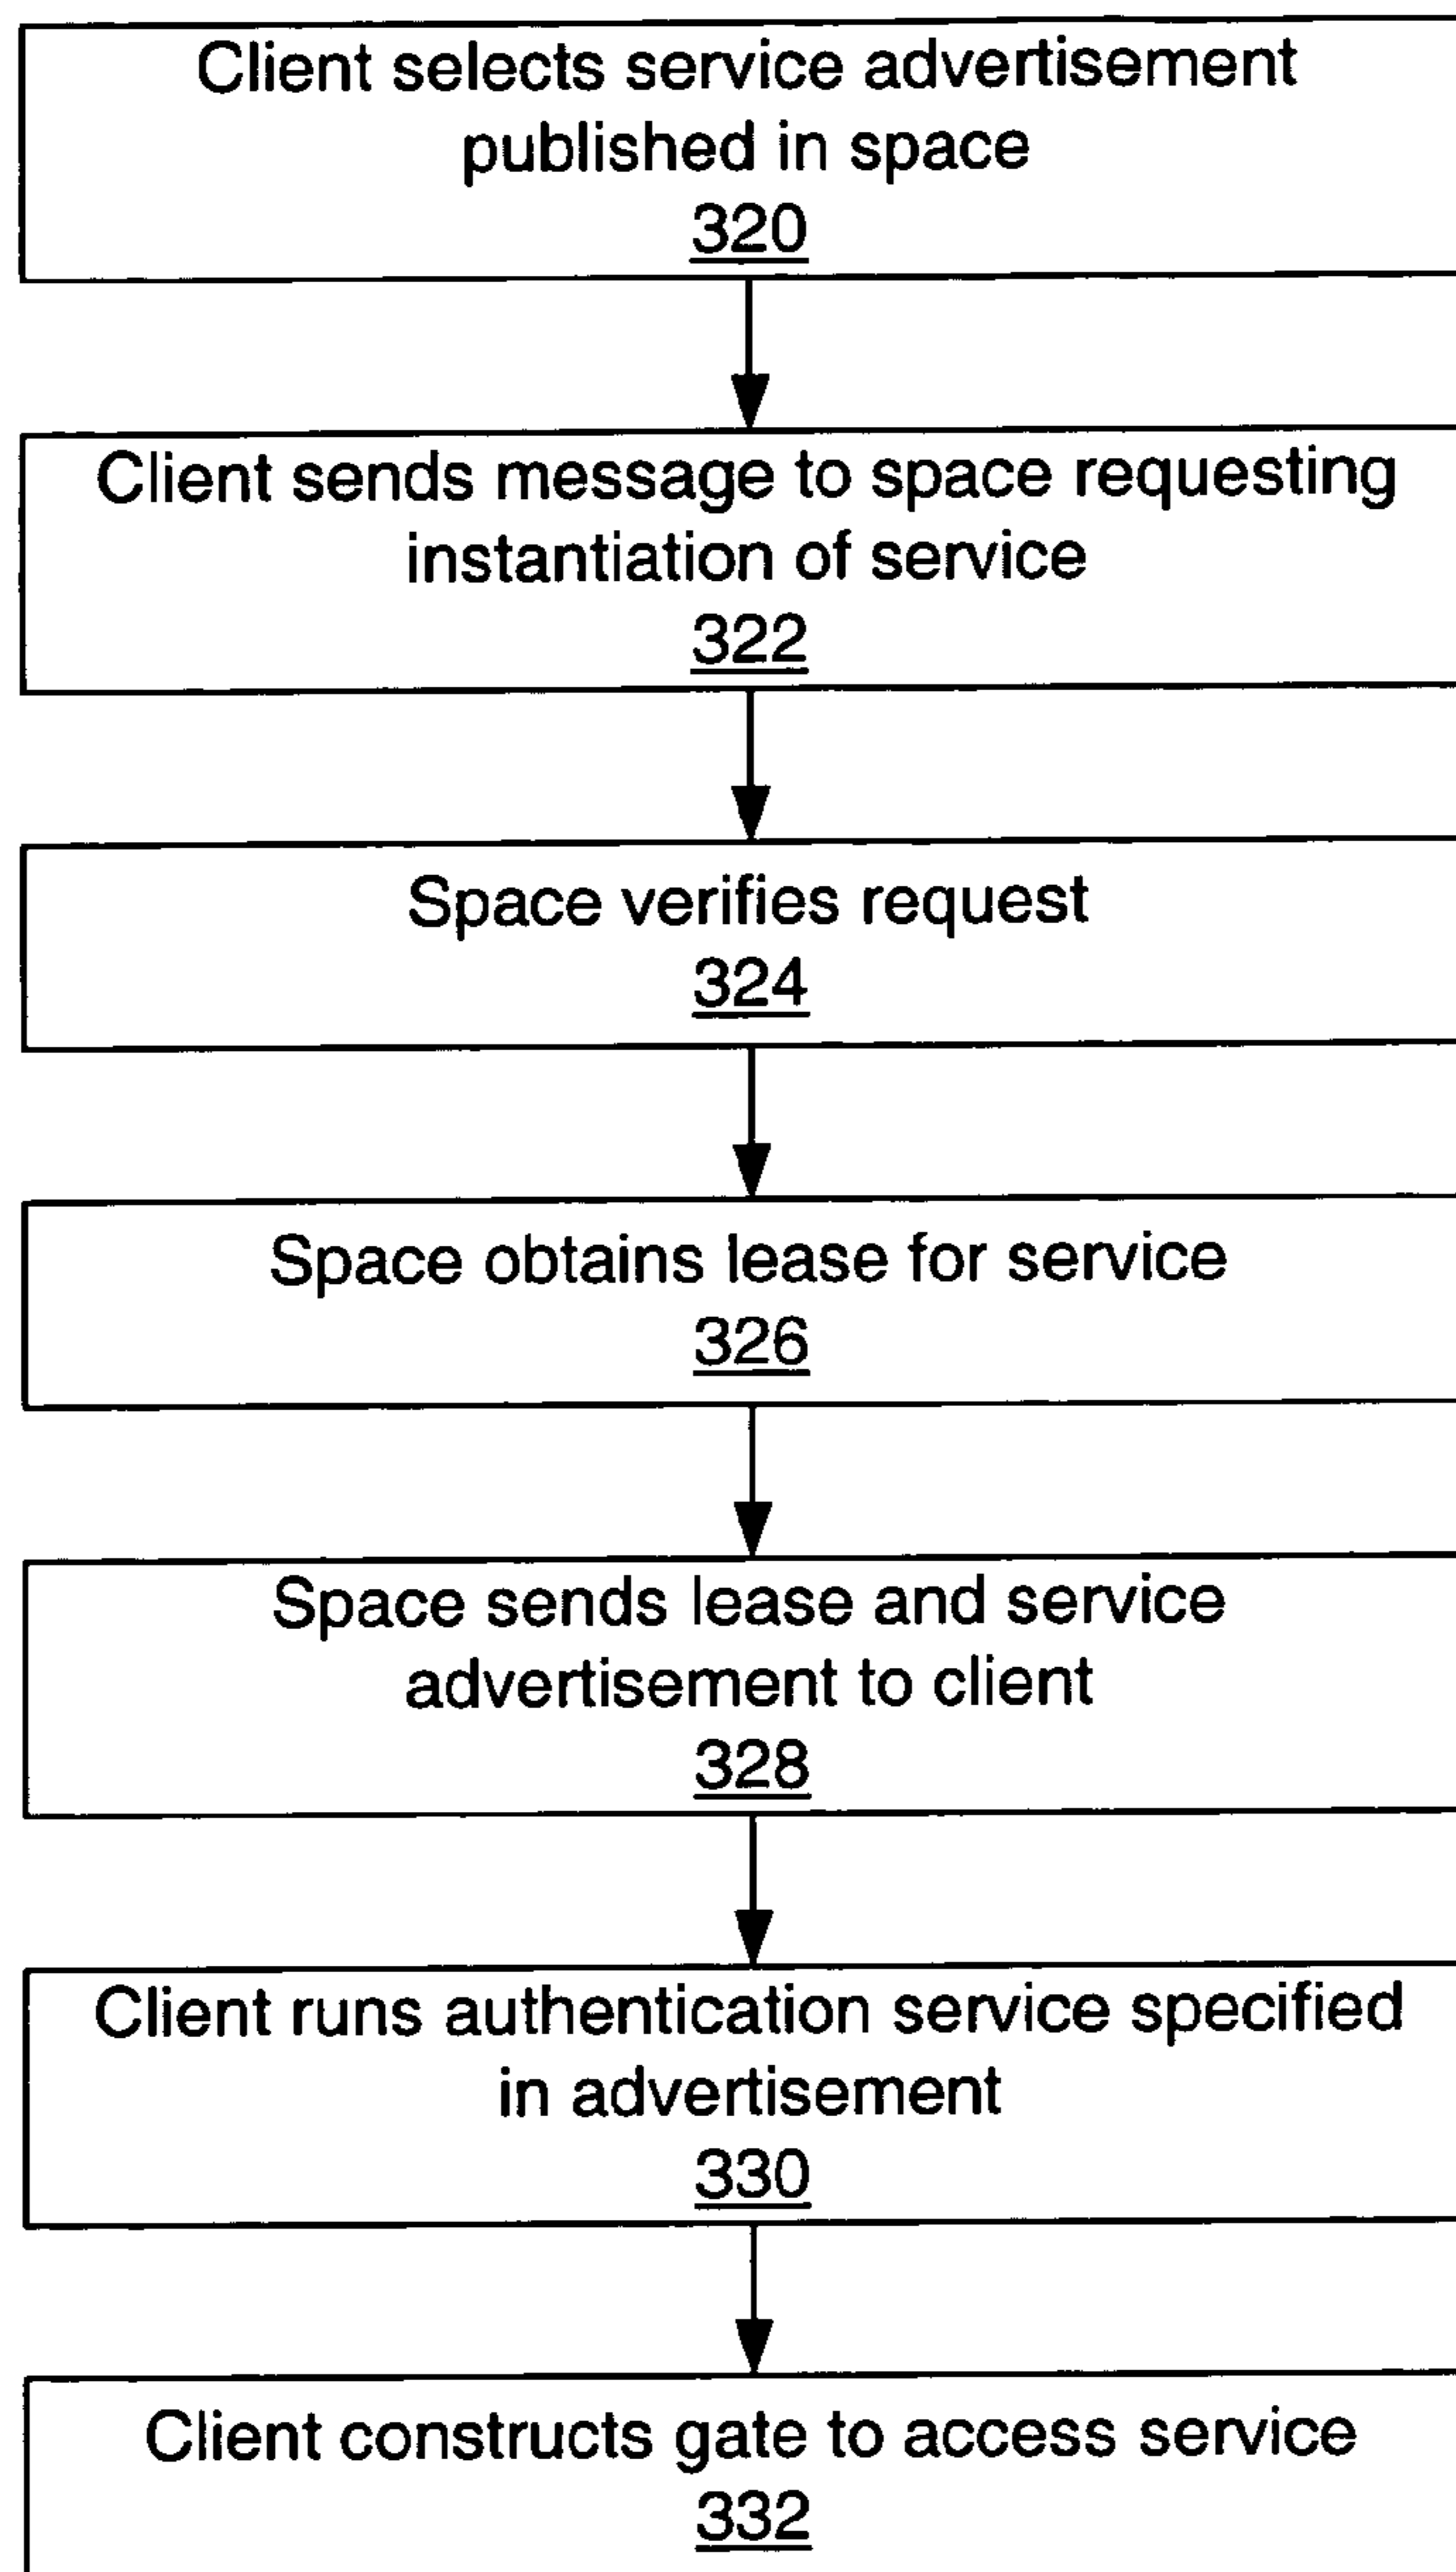 Client selects service advertisement
published in space
320
Client sends message to space requesting
instantiation of service
322
Space verifies request
324
Space obtains lease for service
326
Space sends lease and service
advertisement to client
328
Client runs authentication service specified
in advertisement
330
Client constructs gate to access service
332